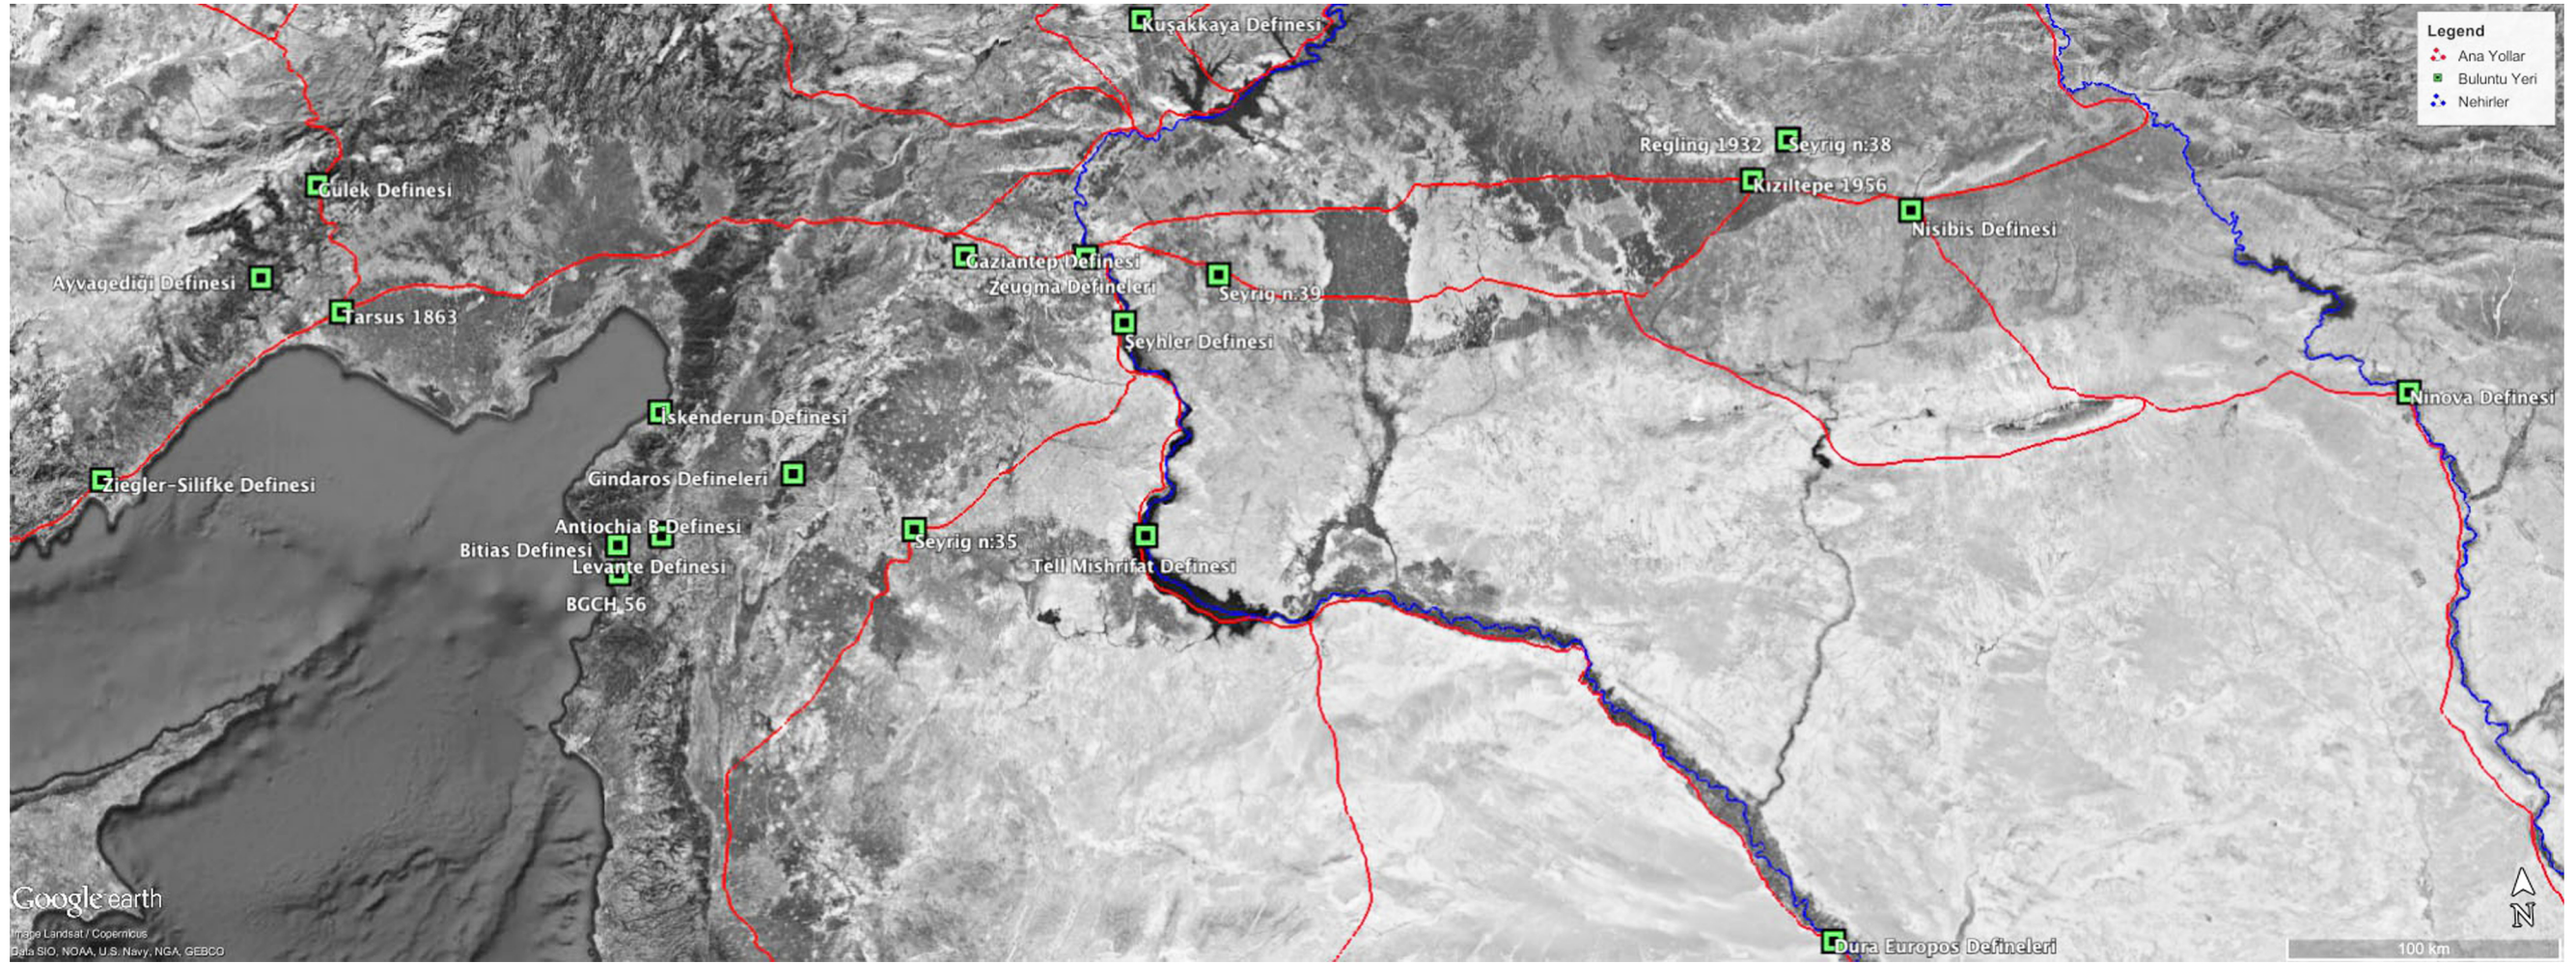 Kuşakkaya Definesi
Legend
Ana Yollar
Buluntu Yeri
Nehirler
Regling 1932
Seyrig n:38
Kızıltepe 1956
Gülek Definesi
Nisibis Definesi
Gaziantep Definesi
Ayvagediği Definesi
Zeugma Defineleri
Seyrig n:39
Tarsus 1863
Şeyhler Definesi
Ninova Definesi
İskenderun Definesi
Gindaros Defineleri
Ziegler-Silifke Definesi
Antiochia B Definesi
Seyrig n:35
Bitias Definesi
Levante Definesi
Tell Mishrifat Definesi
BGCH 56
Google earth
N
Image Landsat / Copernicus
Dura Europos Defineleri
100 km
Data SIO, NOAA, U.S. Navy, NGA, GEBCO